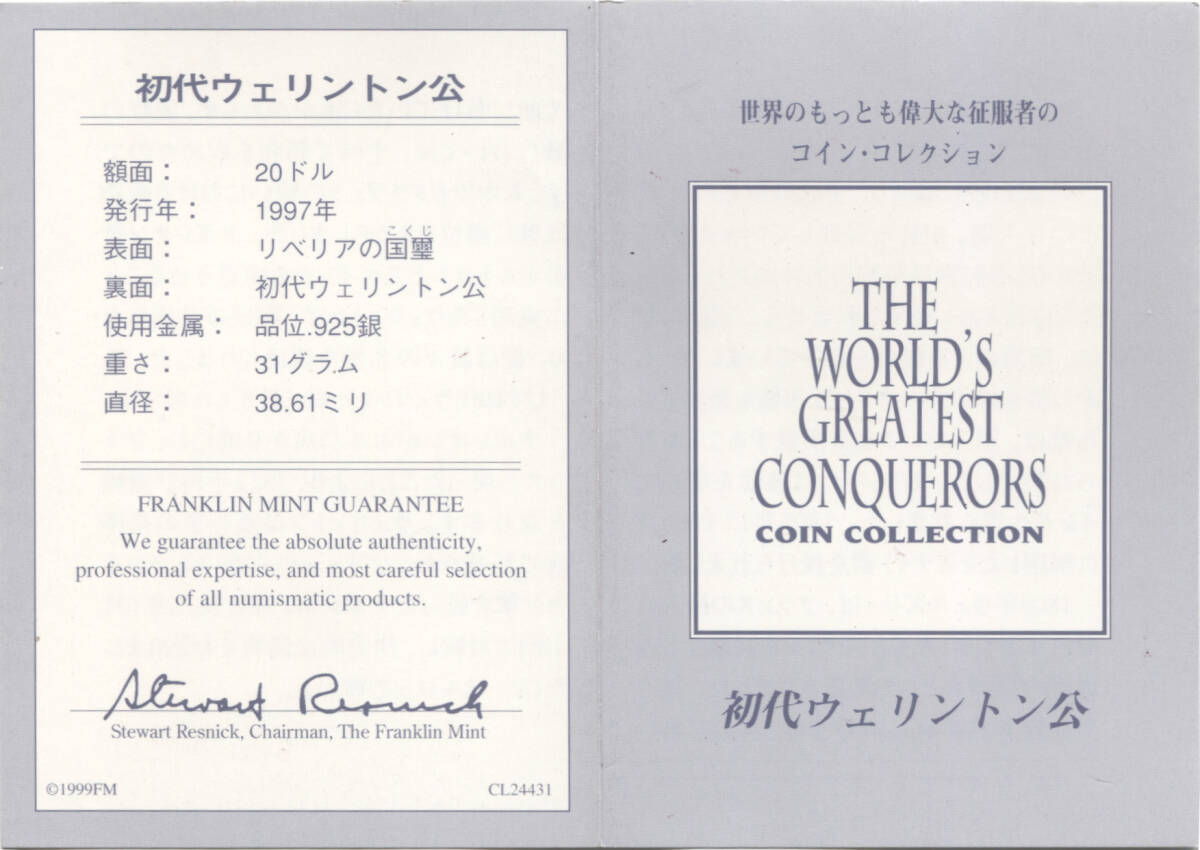 初代ウェリントン公
額面： 20ドル
発行年： 1997年
こくじ
表面： リベリアの国璽
裏面： 初代ウェリントン公
使用金属： 品位.925銀
重さ： 31グラム
直径： 38.61ミリ
FRANKLIN MINT GUARANTEE
We guarantee the absolute authenticity,
professional expertise, and most careful selection
of all numismatic products.
Stewart Resnick
Stewart Resnick, Chairman, The Franklin Mint
©1999FM CL24431
世界のもっとも偉大な征服者の
コイン・コレクション
THE
WORLD'S
GREATEST
CONQUERORS
COIN COLLECTION
初代ウェリントン公